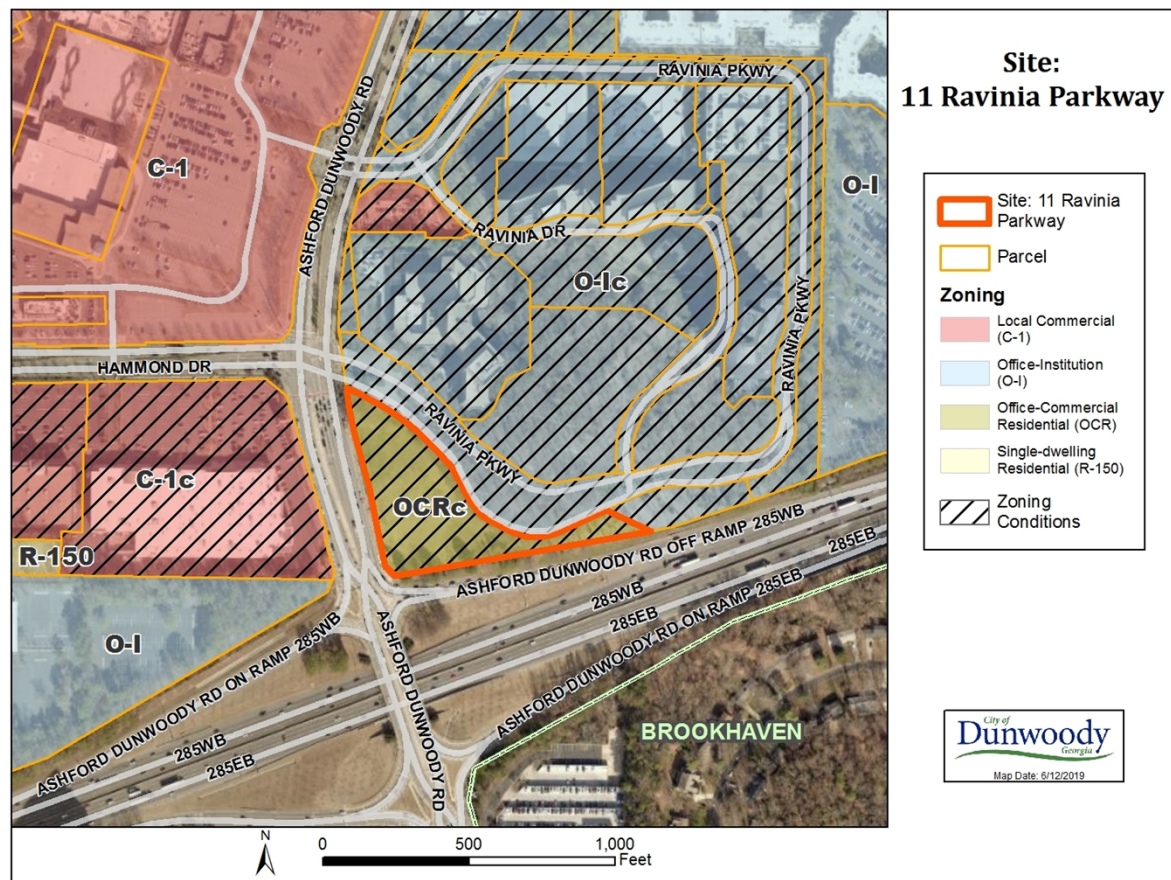 Site:
11 Ravinia Parkway
Site: 11 Ravinia
Parkway
Parcel
Zoning
Local Commercial
(C-1)
Office-Institution
(O-I)
Office-Commercial
Residential (OCR)
Single-dwelling
Residential (R-150)
Zoning
Conditions
RAVINIA PKWY
ASHFORD DUNWOODY RD
C-1
O-I
RAVINIA DR
O-Ic
RAVINIA PKWY
HAMMOND DR
RAVINIA PKWY
C-1c
OCRc
R-150
ASHFORD DUNWOODY RD OFF RAMP 285WB
285WB
285EB
O-I
285WB
285EB
ASHFORD DUNWOODY RD ON RAMP 285WB
ASHFORD DUNWOODY RD
ASHFORD DUNWOODY RD ON RAMP 285EB
285WB
285EB
BROOKHAVEN
City of
Dunwoody
Georgia
Map Date: 6/12/2019
N
0 500 1,000
Feet